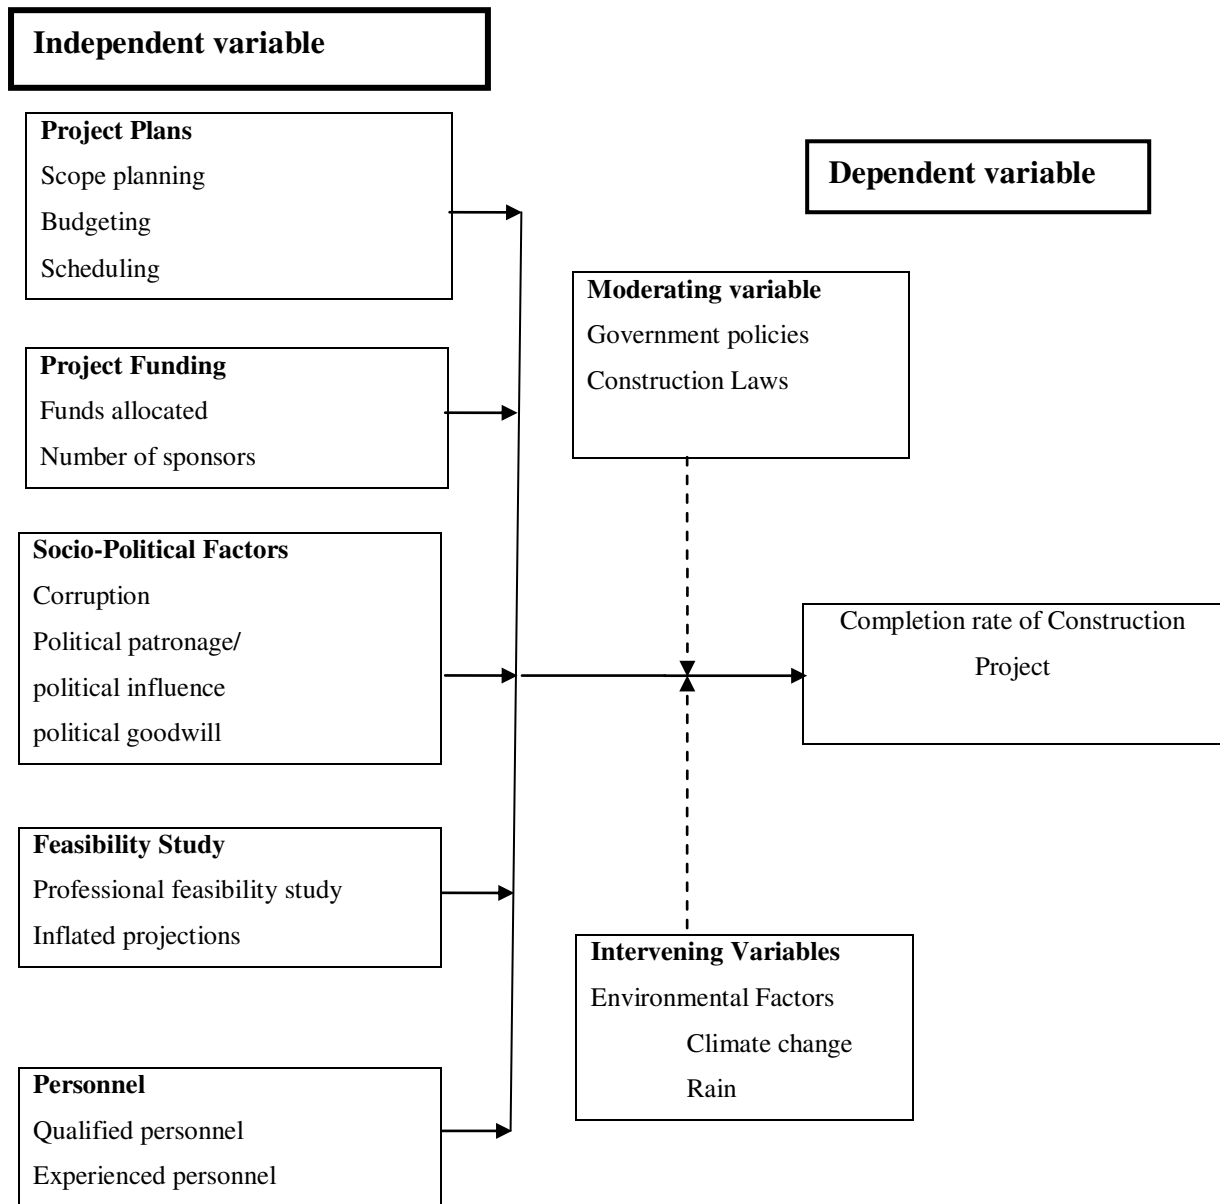 Independent variable
Project Plans
Scope planning
Budgeting
Scheduling
Project Funding
Funds allocated
Number of sponsors
Socio-Political Factors
Corruption
Political patronage/
political influence
political goodwill
Feasibility Study
Professional feasibility study
Inflated projections
Personnel
Qualified personnel
Experienced personnel
Moderating variable
Government policies
Construction Laws
Intervening Variables
Environmental Factors
Climate change
Rain
Dependent variable
Completion rate of Construction
Project